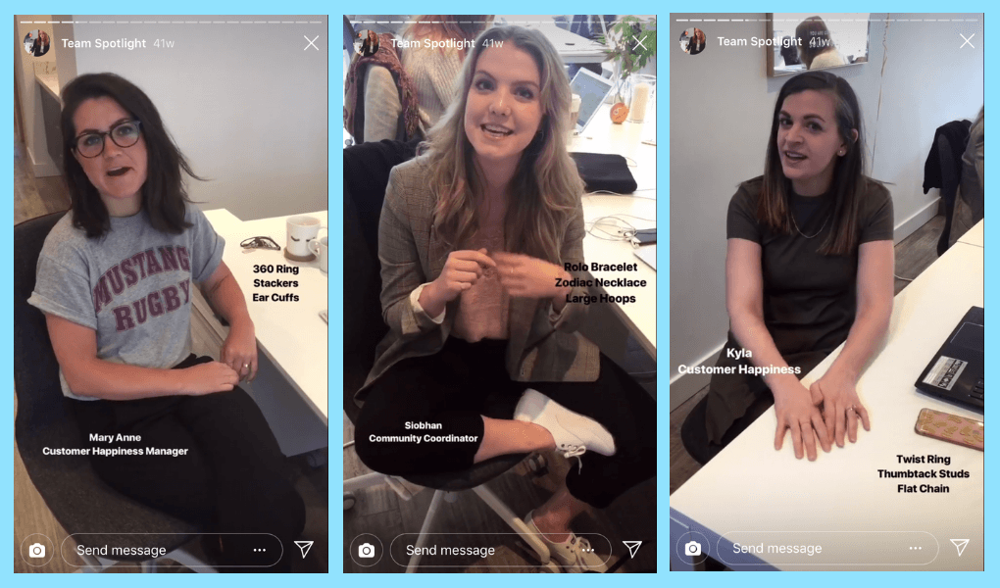 Team Spotlight 41w
MUSTANG
RUGBY
360 Ring
Stackers
Ear Cuffs
Mary Anne
Customer Happiness Manager
Send message
Team Spotlight 41w
Rolo Bracelet
Zodiac Necklace
Large Hoops
Siobhan
Community Coordinator
Send message
Team Spotlight 41w
Kyla
Customer Happiness
Twist Ring
Thumbtack Studs
Flat Chain
Send message